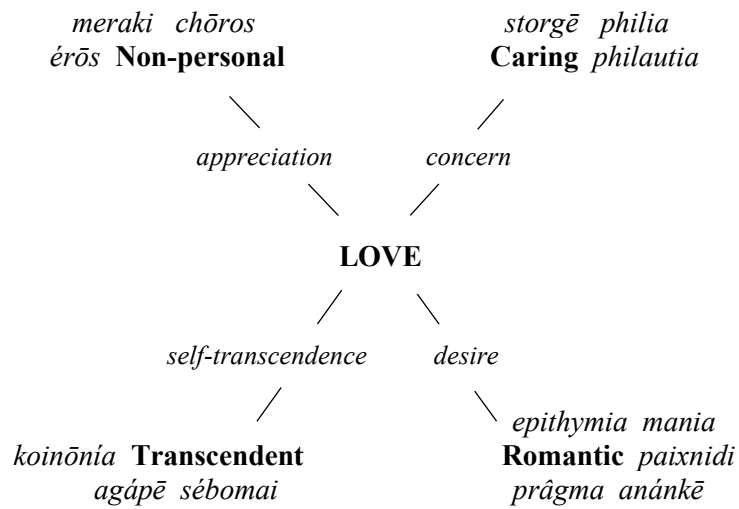 meraki chōros
érōs Non-personal
storgē philia
Caring philautia
appreciation
concern
LOVE
self-transcendence
desire
koinōnía Transcendent
agápē sébomai
epithymia mania
Romantic paixnidi
prâgma anánkē